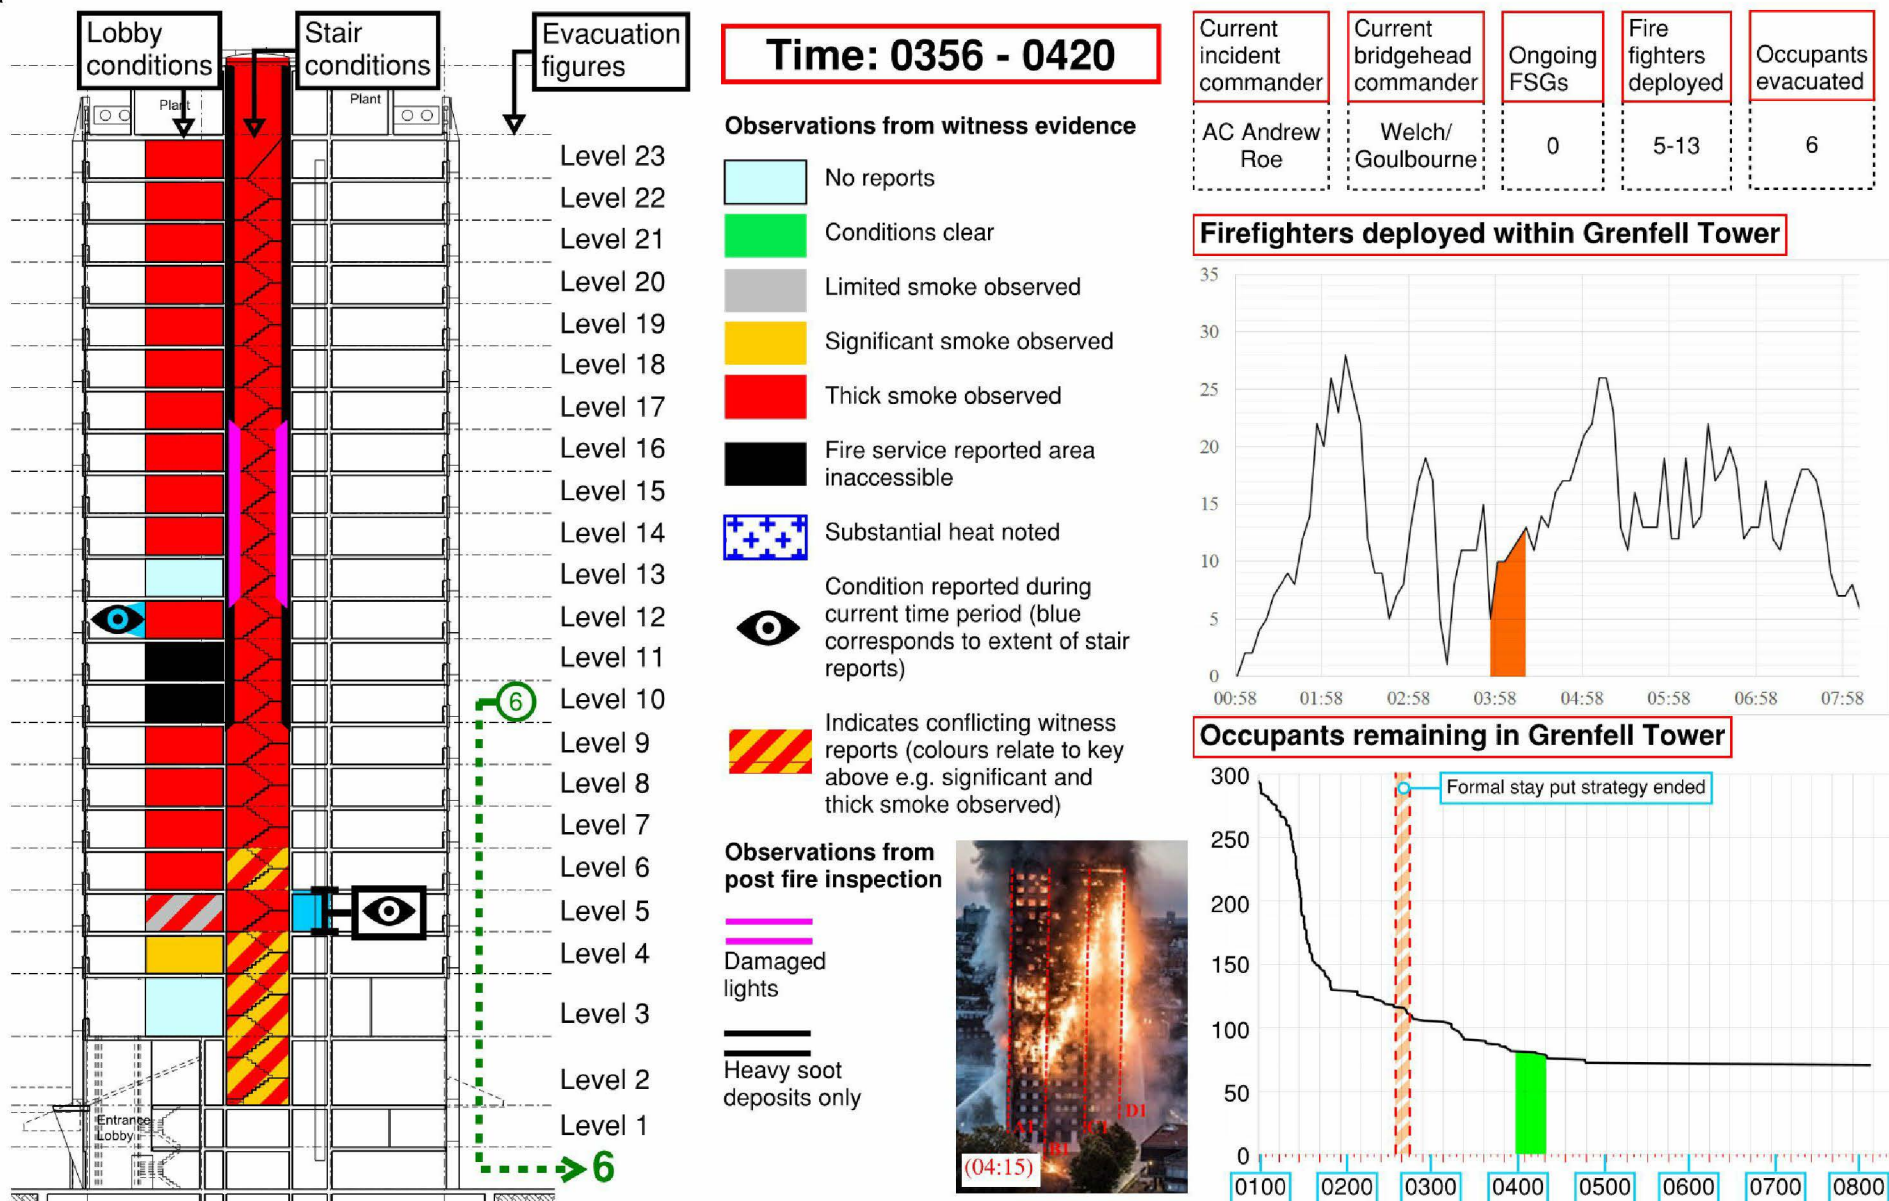 Lobby
conditions
Stair
conditions
Evacuation
figures
Plant
Plant
Level 23
Level 22
Level 21
Level 20
Level 19
Level 18
Level 17
Level 16
Level 15
Level 14
Level 13
Level 12
Level 11
Level 10
6
Level 9
Level 8
Level 7
Level 6
Level 5
Level 4
Level 3
Level 2
Level 1
Entrance
Lobby
6
Time: 0356 - 0420
Observations from witness evidence
No reports
Conditions clear
Limited smoke observed
Significant smoke observed
Thick smoke observed
Fire service reported area
inaccessible
Substantial heat noted
Condition reported during
current time period (blue
corresponds to extent of stair
reports)
Indicates conflicting witness
reports (colours relate to key
above e.g. significant and
thick smoke observed)
Observations from
post fire inspection
Damaged
lights
Heavy soot
deposits only
A1
B1
C1
D1
(04:15)
Current
incident
commander
AC Andrew
Roe
Current
bridgehead
commander
Welch/
Goulbourne
Ongoing
FSGs
0
Fire
fighters
deployed
5-13
Occupants
evacuated
6
Firefighters deployed within Grenfell Tower
35
30
25
20
15
10
5
0
00:58 01:58 02:58 03:58 04:58 05:58 06:58 07:58
Occupants remaining in Grenfell Tower
Formal stay put strategy ended
300
250
200
150
100
50
0
0100 0200 0300 0400 0500 0600 0700 0800